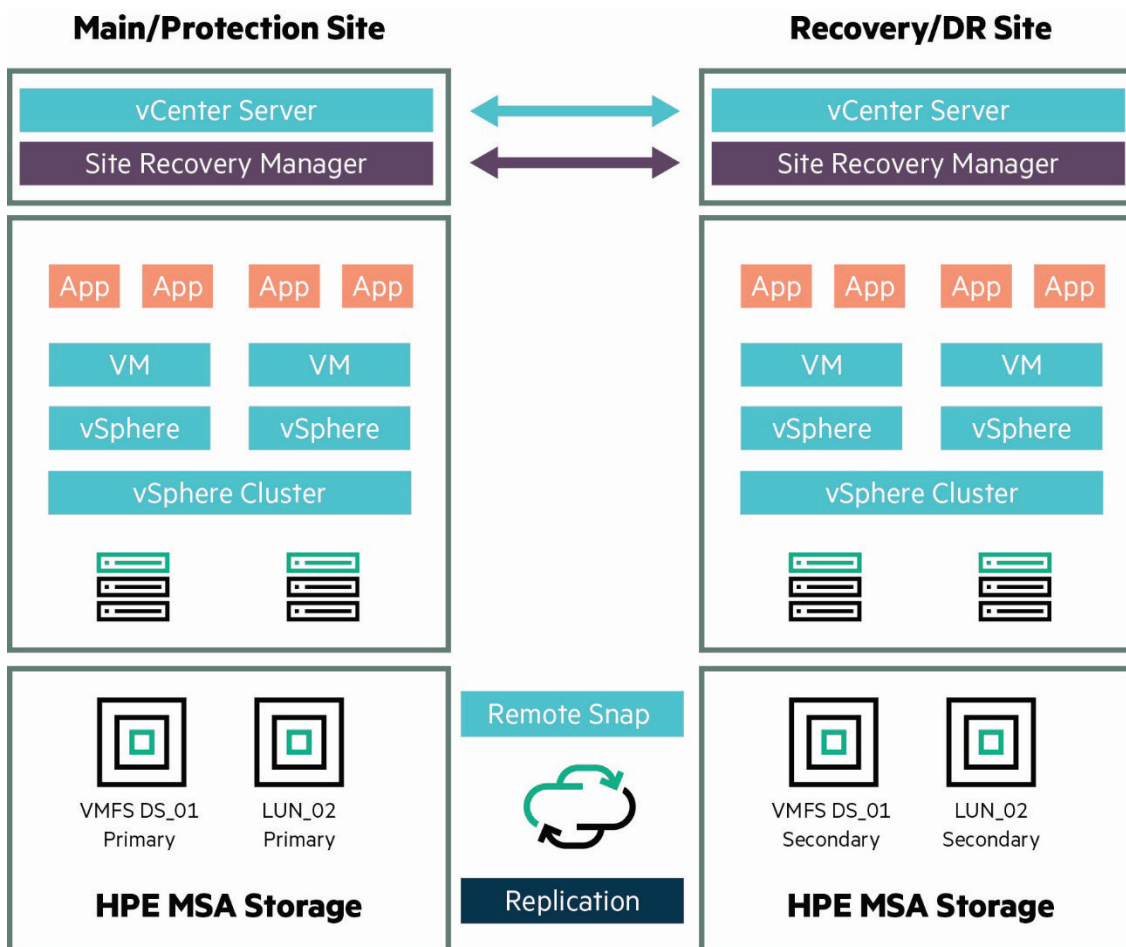 Main/Protection Site
Recovery/DR Site
vCenter Server
vCenter Server
Site Recovery Manager
Site Recovery Manager
App App App App
App App App App
VM VM
VM VM
vSphere vSphere
vSphere vSphere
vSphere Cluster
vSphere Cluster
VMFS DS_01
Primary
LUN_02
Primary
HPE MSA Storage
Remote Snap
Replication
VMFS DS_01
Secondary
LUN_02
Secondary
HPE MSA Storage